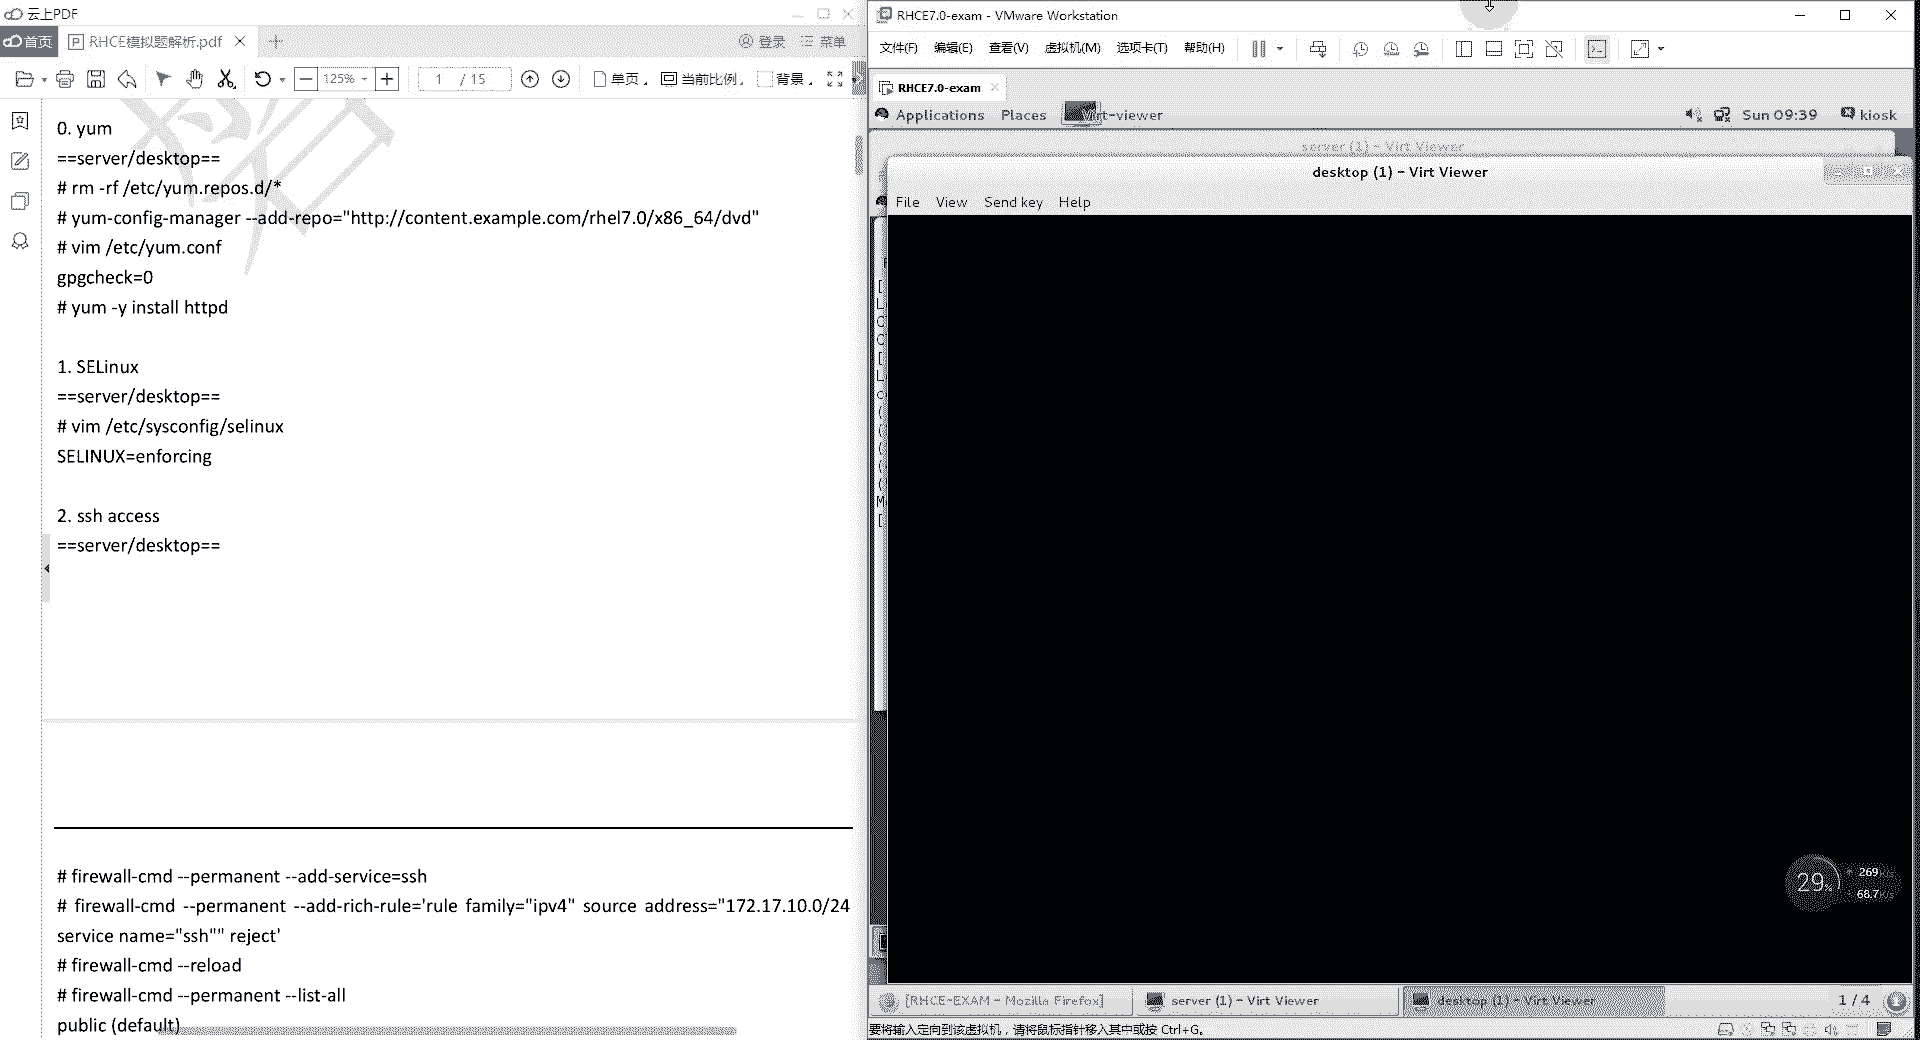 云上PDF
首页
RHCE模拟题解析.pdf
登录
菜单
125%
1 / 15
单页
当前比例
背景
0. yum
==server/desktop==
# rm -rf /etc/yum.repos.d/*
# yum-config-manager --add-repo="http://content.example.com/rhel7.0/x86_64/dvd"
# vim /etc/yum.conf
gpgcheck=0
# yum -y install httpd
1. SELinux
==server/desktop==
# vim /etc/sysconfig/selinux
SELINUX=enforcing
2. ssh access
==server/desktop==
# firewall-cmd --permanent --add-service=ssh
# firewall-cmd --permanent --add-rich-rule='rule family="ipv4" source address="172.17.10.0/24
service name="ssh"" reject'
# firewall-cmd --reload
# firewall-cmd --permanent --list-all
public (default)
RHCE7.0-exam - VMware Workstation
文件(F) 编辑(E) 查看(V) 虚拟机(M) 选项卡(T) 帮助(H)
RHCE7.0-exam
Applications Places Virt-viewer
Sun 09:39
kiosk
server (1) - Virt Viewer
desktop (1) - Virt Viewer
File View Send key Help
29%
269
68.7
[RHCE-EXAM - Mozilla Firefox]
server (1) - Virt Viewer
desktop (1) - Virt Viewer
1 / 4
要将输入定向到该虚拟机，请将鼠标指针移入其中或按 Ctrl+G。